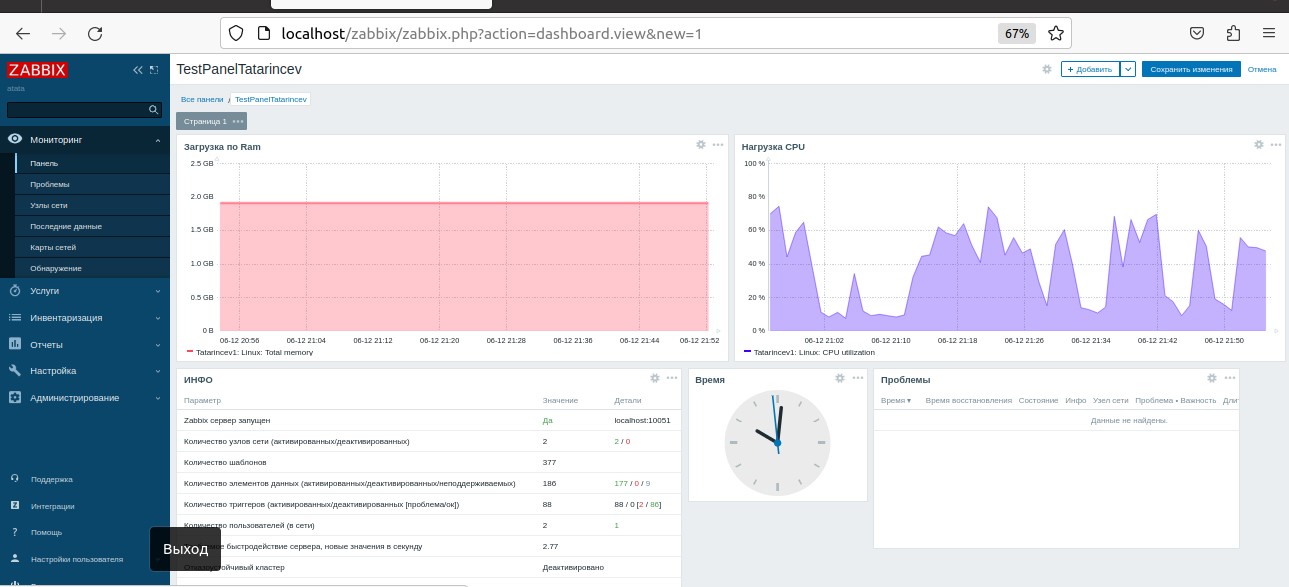 localhost/zabbix/zabbix.php?action=dashboard.view&new=1 67%
ZABBIX
atata
TestPanelTatarincev
+ Добавить Сохранить изменения Отмена
Все панели / TestPanelTatarincev
Страница 1
Мониторинг
Панель
Проблемы
Узлы сети
Последние данные
Карты сетей
Обнаружение
Услуги
Инвентаризация
Отчеты
Настройка
Администрирование
Поддержка
Интеграции
Помощь
Настройки пользователя
Выход
Загрузка по Ram
2.5 GB
2.0 GB
1.5 GB
1.0 GB
0.5 GB
0 B
06-12 20:56 06-12 21:04 06-12 21:12 06-12 21:20 06-12 21:28 06-12 21:36 06-12 21:44 06-12 21:52
Tatarincev1: Linux: Total memory
Нагрузка CPU
100 %
80 %
60 %
40 %
20 %
0 %
06-12 21:02 06-12 21:10 06-12 21:18 06-12 21:26 06-12 21:34 06-12 21:42 06-12 21:50
Tatarincev1: Linux: CPU utilization
ИНФО
Параметр Значение Детали
Zabbix сервер запущен Да localhost:10051
Количество узлов сети (активированных/деактивированных) 2 2 / 0
Количество шаблонов 377
Количество элементов данных (активированных/деактивированных/неподдерживаемых) 186 177 / 0 / 9
Количество триггеров (активированных/деактивированных [проблема/ок]) 88 88 / 0 [2 / 86]
Количество пользователей (в сети) 2 1
быстродействие сервера, новые значения в секунду 2.77
кластер Деактивировано
Время
Проблемы
Время ▾ Время восстановления Состояние Инфо Узел сети Проблема • Важность
Данные не найдены.